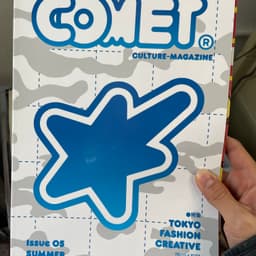 COMET®
CULTURE-MAGAZINE
Issue 05
SUMMER
TOKYO
FASHION
CREATIVE